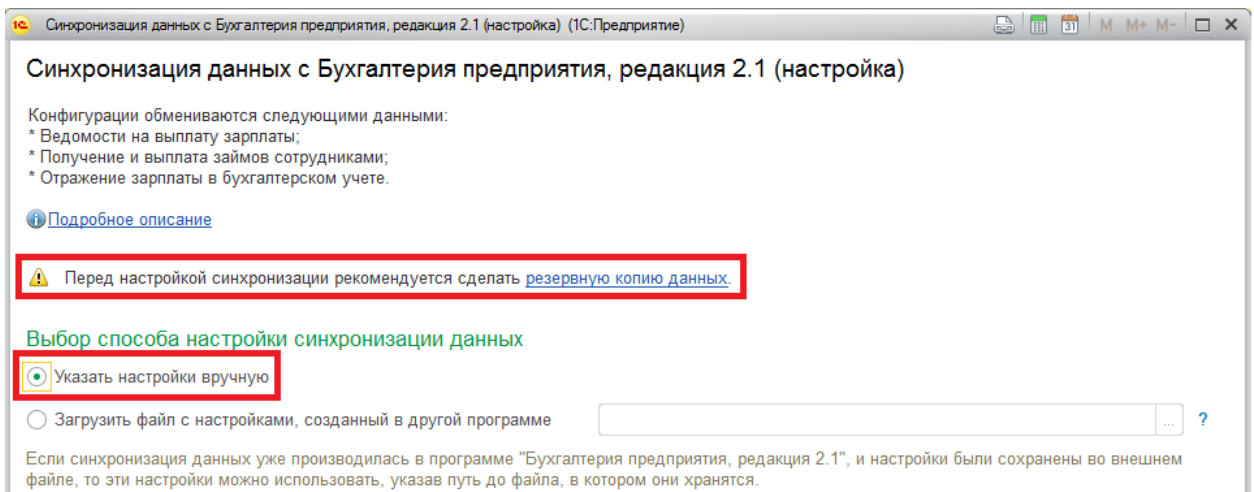 1С Синхронизация данных с Бухгалтерия предприятия, редакция 2.1 (настройка) (1С:Предприятие) 31 M M+ M-
Синхронизация данных с Бухгалтерия предприятия, редакция 2.1 (настройка)
Конфигурации обмениваются следующими данными:
* Ведомости на выплату зарплаты;
* Получение и выплата займов сотрудниками;
* Отражение зарплаты в бухгалтерском учете.
Подробное описание
Перед настройкой синхронизации рекомендуется сделать резервную копию данных.
Выбор способа настройки синхронизации данных
Указать настройки вручную
Загрузить файл с настройками, созданный в другой программе ... ?
Если синхронизация данных уже производилась в программе "Бухгалтерия предприятия, редакция 2.1", и настройки были сохранены во внешнем
файле, то эти настройки можно использовать, указав путь до файла, в котором они хранятся.